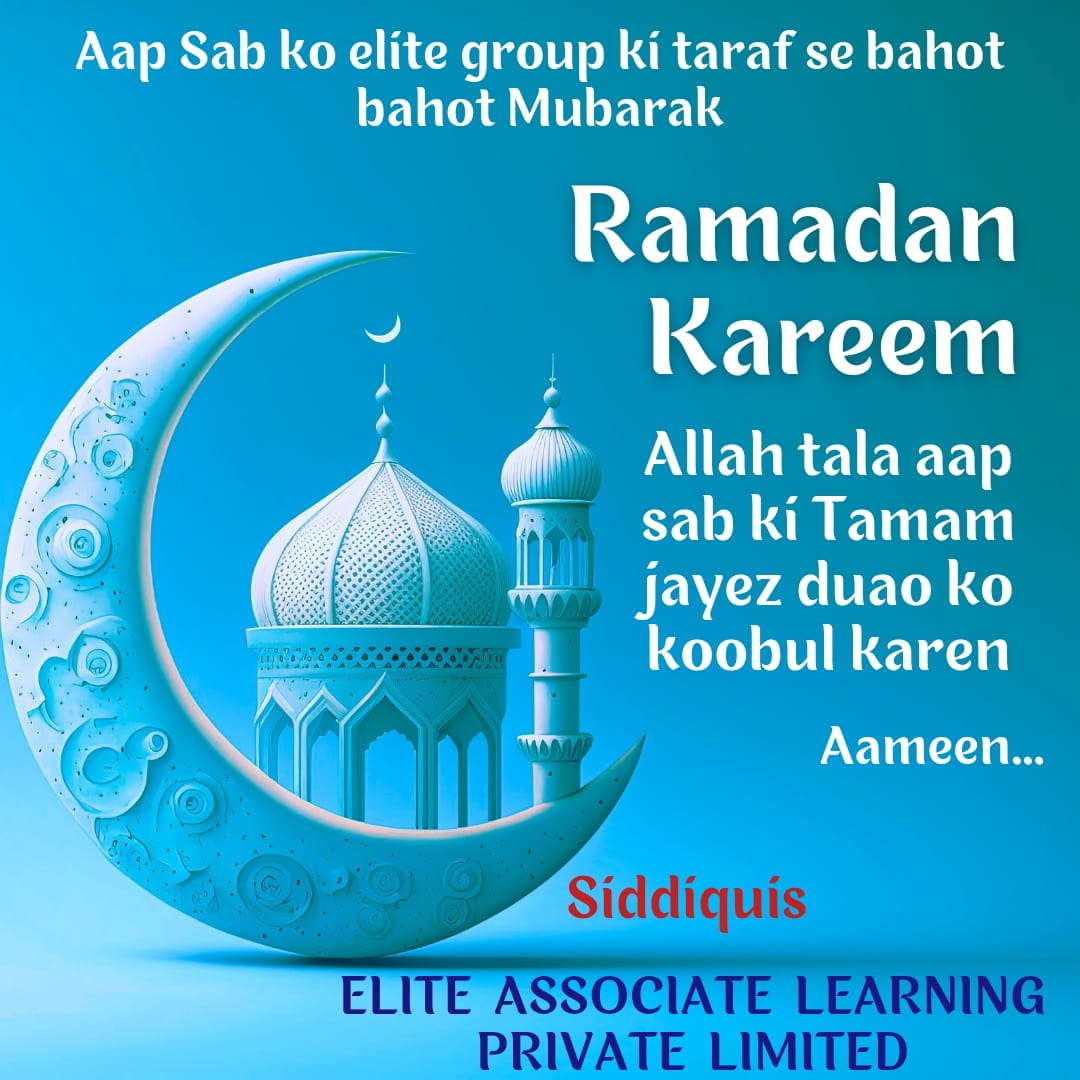 Aap Sab ko elite group ki taraf se bahot
bahot Mubarak
Ramadan
Kareem
Allah tala aap
sab ki Tamam
jayez duao ko
koobul karen
Aameen...
Siddiquis
ELITE ASSOCIATE LEARNING
PRIVATE LIMITED